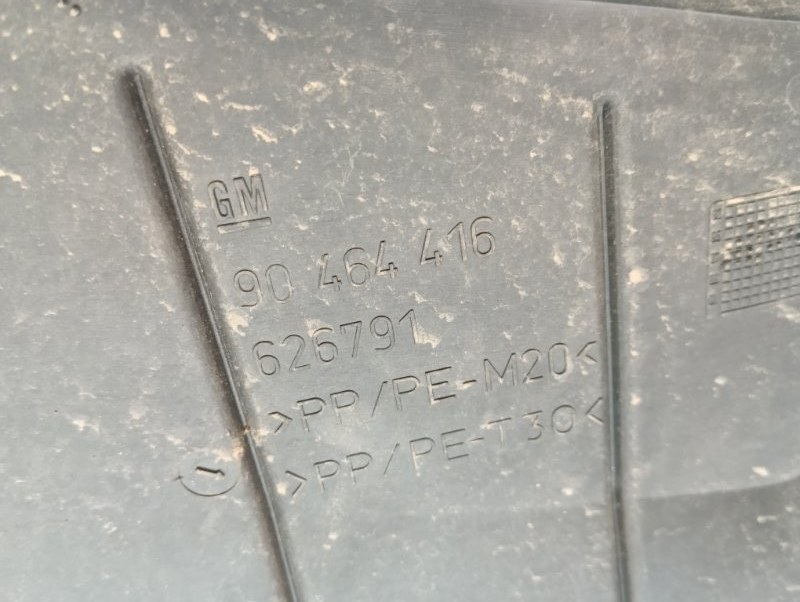 GM
90 464 416
626791
>PP/PE-M20<
>PP/PE-T30<